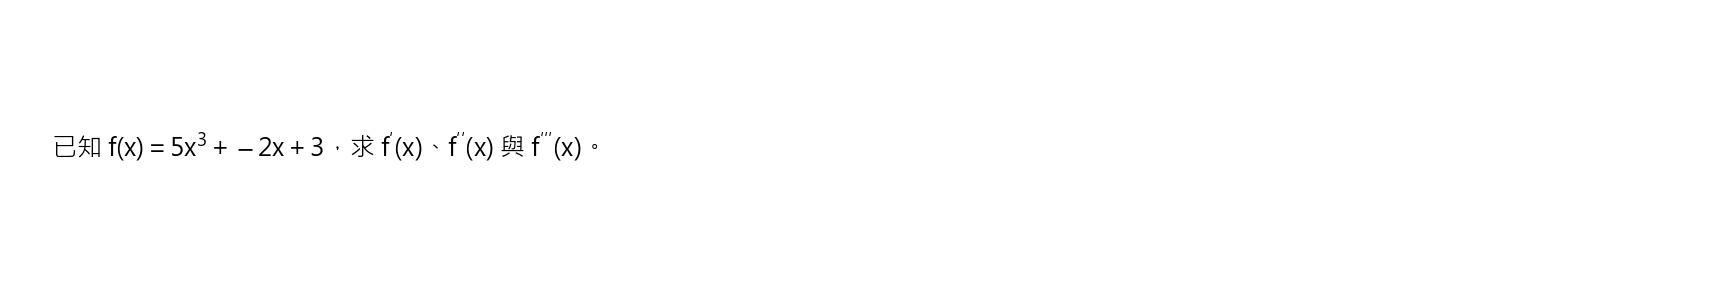 已知 f(x) = 5x³ + −2x + 3，求 f′(x)、f′′(x) 與 f′′′(x)。